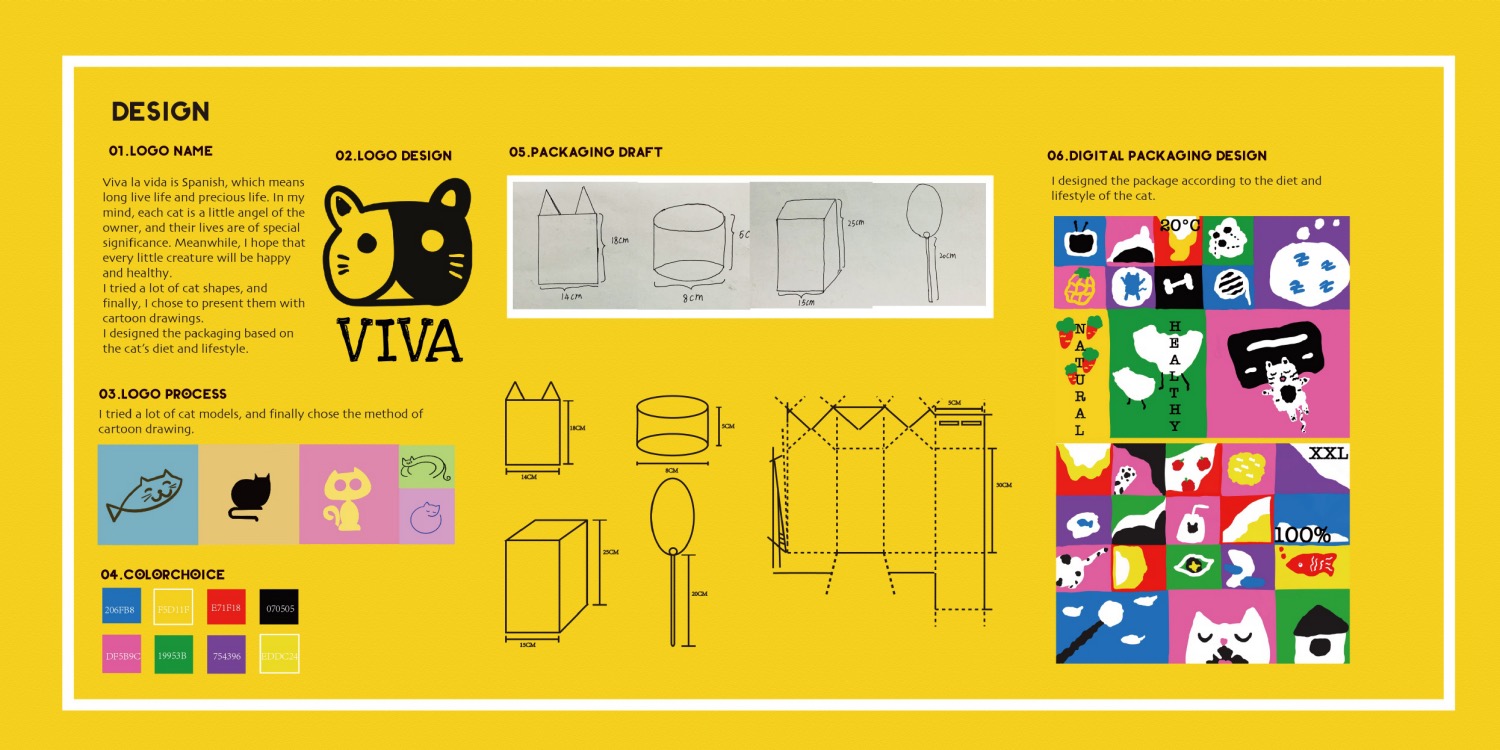 DESIGN
01.LOGO NAME
Viva la vida is Spanish, which means
long live life and precious life. In my
mind, each cat is a little angel of the
owner, and their lives are of special
significance. Meanwhile, I hope that
every little creature will be happy
and healthy.
I tried a lot of cat shapes, and
finally, I chose to present them with
cartoon drawings.
I designed the packaging based on
the cat's diet and lifestyle.
02.LOGO DESIGN
VIVA
03.LOGO PROCESS
I tried a lot of cat models, and finally chose the method of
cartoon drawing.
04.COLORCHOICE
206FB8
F5D11F
E71F18
070505
DF5B9C
19953B
754396
EDDC24
05.PACKAGING DRAFT
18cm
14cm
8cm
25cm
15cm
20cm
18CM
14CM
5CM
8CM
25CM
15CM
20CM
5CM
30CM
06.DIGITAL PACKAGING DESIGN
I designed the package according to the diet and
lifestyle of the cat.
20°C
NATURAL
HEALTHY
XXL
100%